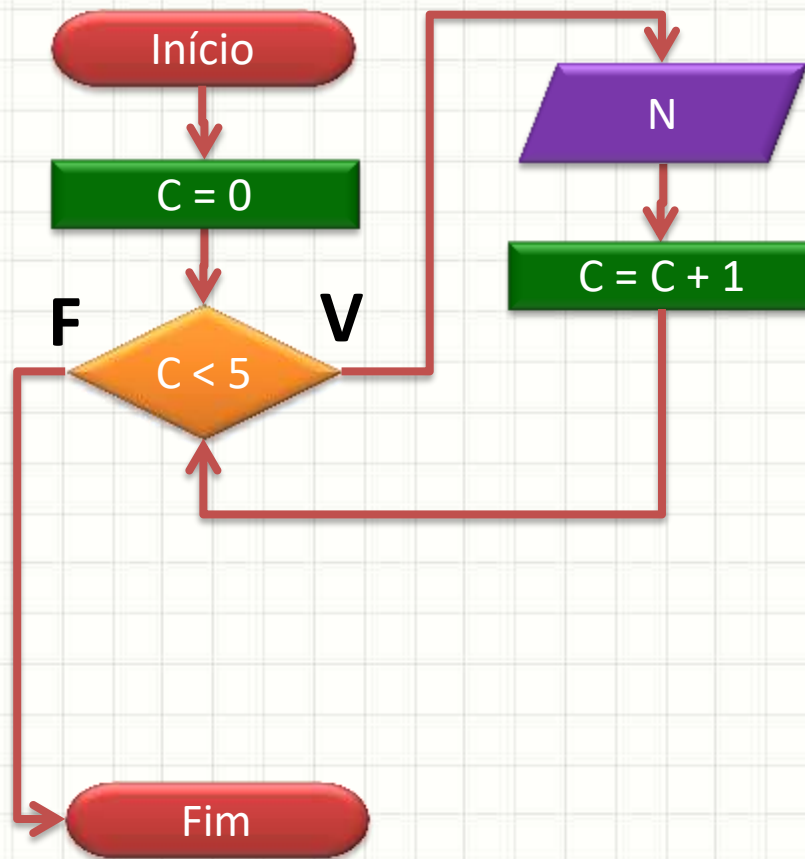 Início
C = 0
F
V
C < 5
N
C = C + 1
Fim